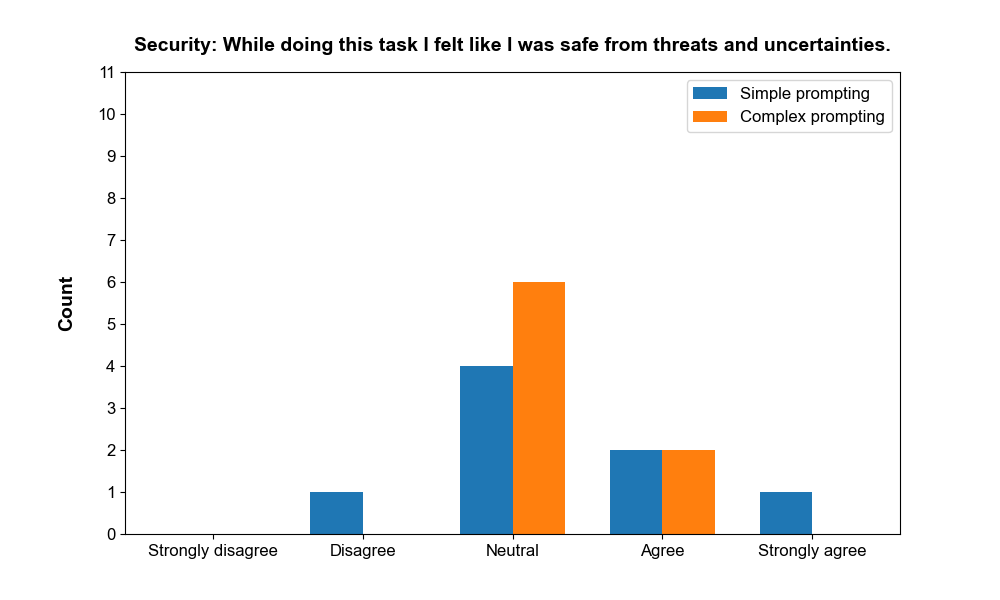 Security: While doing this task I felt like I was safe from threats and uncertainties.
Simple prompting
Complex prompting
11
10
9
8
7
6
5
4
3
2
1
0
Count
Strongly disagree
Disagree
Neutral
Agree
Strongly agree